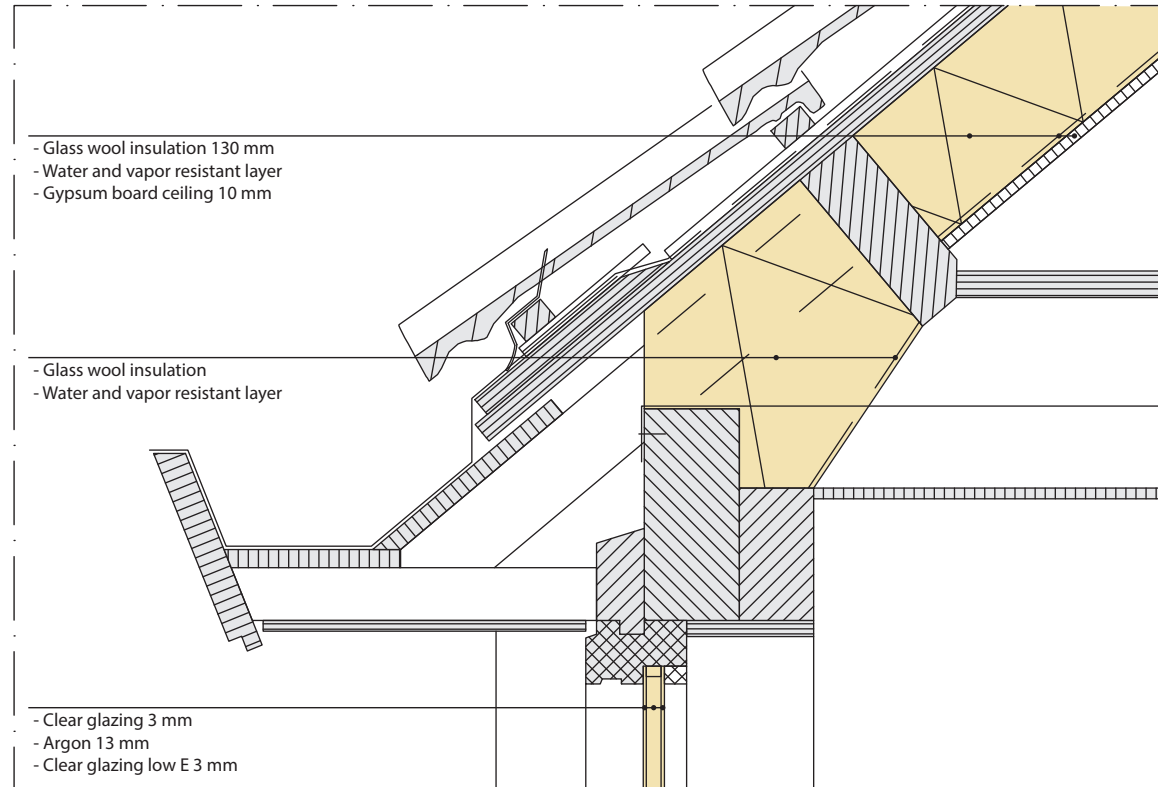 - Glass wool insulation 130 mm
- Water and vapor resistant layer
- Gypsum board ceiling 10 mm
- Glass wool insulation
- Water and vapor resistant layer
- Clear glazing 3 mm
- Argon 13 mm
- Clear glazing low E 3 mm